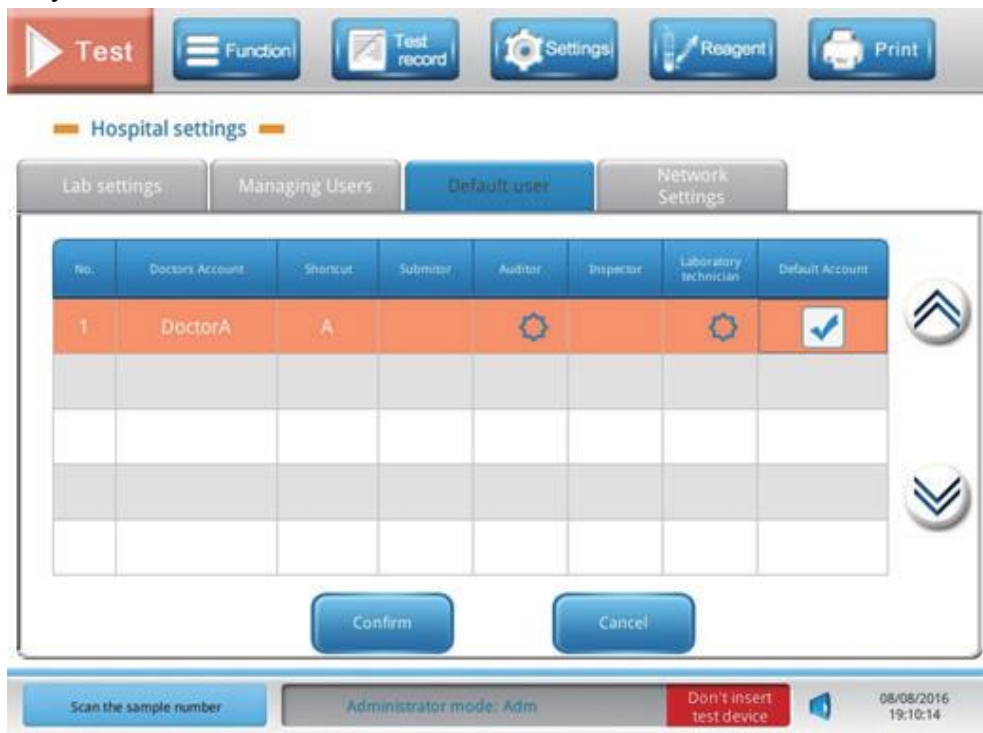 Test
Function
Test
record
Settings
Reagent
Print
Hospital settings
Lab settings
Managing Users
Default user
Network
Settings
No.
Doctors Account
Shortcut
Submitor
Auditor
Inspector
Laboratory
technician
Default Account
1
DoctorA
A
Confirm
Cancel
Scan the sample number
Administrator mode: Adm
Don't insert
test device
08/08/2016
19:10:14